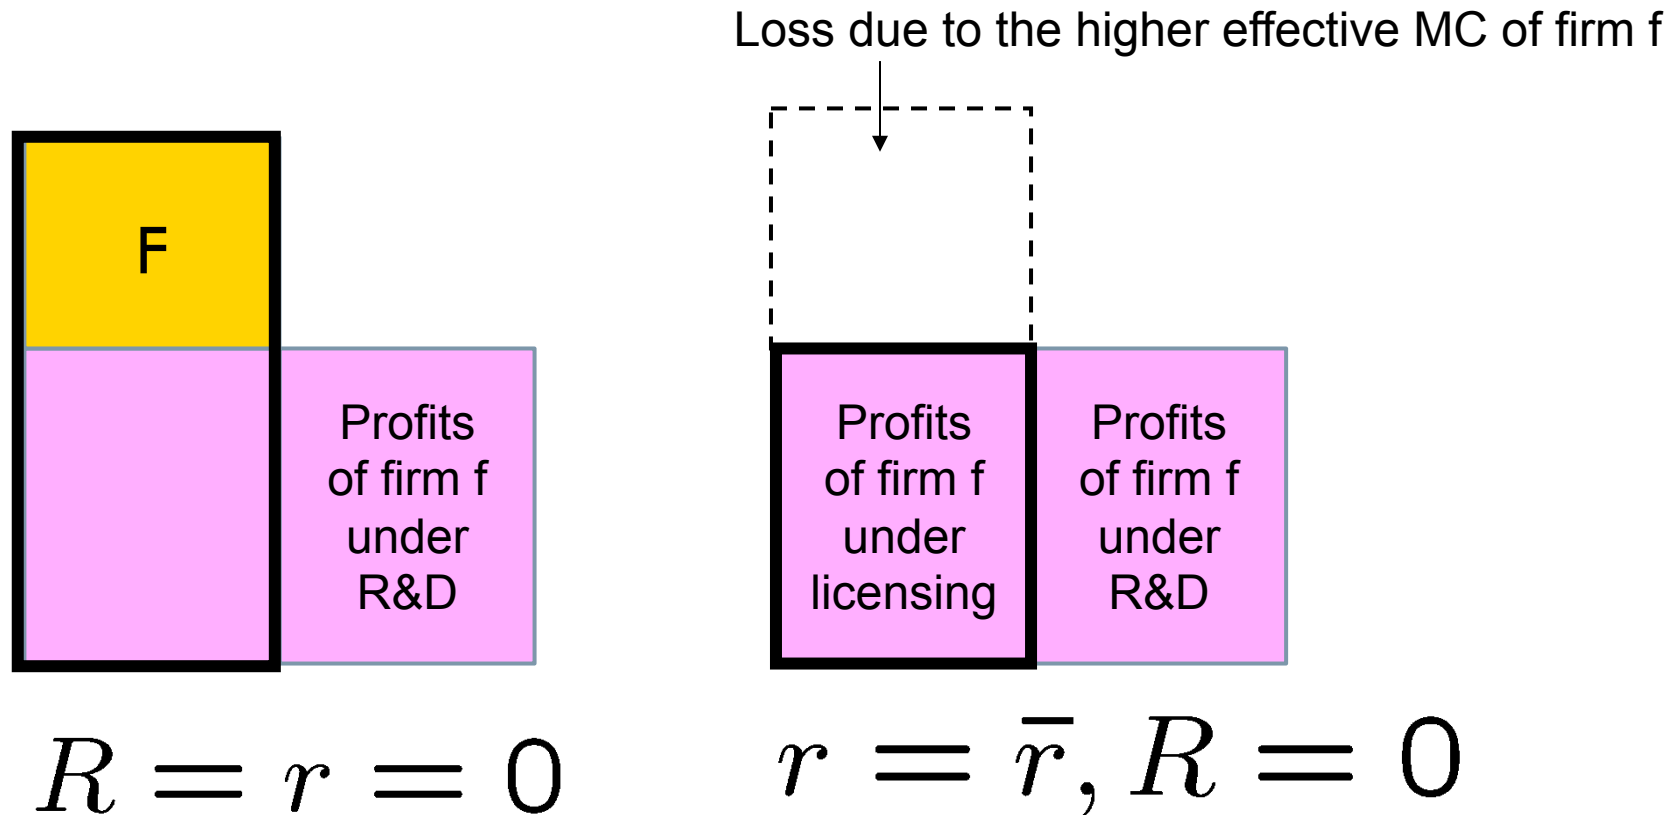 Loss due to the higher effective MC of firm f
F
Profits
of firm f
under
R&D
Profits
of firm f
under
licensing
Profits
of firm f
under
R&D
R = r = 0
r = r̄, R = 0